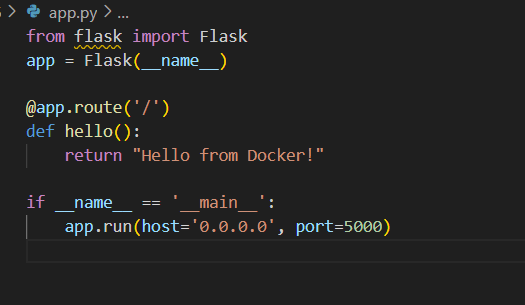 app.py > ...
from flask import Flask
app = Flask(__name__)
@app.route('/')
def hello():
    return "Hello from Docker!"
if __name__ == '__main__':
    app.run(host='0.0.0.0', port=5000)